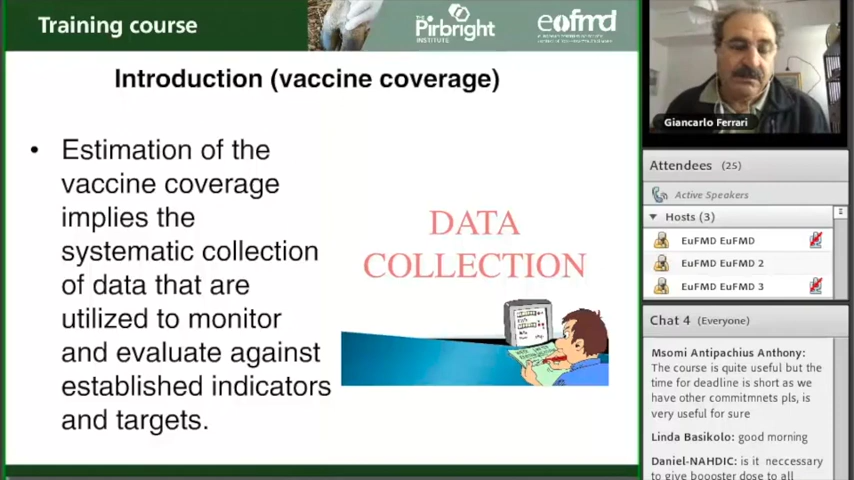 Training course
THE
Pirbright
INSTITUTE
eofmd
Introduction (vaccine coverage)
• Estimation of the
vaccine coverage
implies the
systematic collection
of data that are
utilized to monitor
and evaluate against
established indicators
and targets.
DATA
COLLECTION
Giancarlo Ferrari
Attendees (25)
Active Speakers
Hosts (3)
EuFMD EuFMD
EuFMD EuFMD 2
EuFMD EuFMD 3
Chat 4 (Everyone)
Msomi Antipachius Anthony:
The course is quite useful but the
time for deadline is short as we
have other commitmnets pls, is
very useful for sure
Linda Basikolo: good morning
Daniel-NAHDIC: is it neccessary
to give boooster dose to all